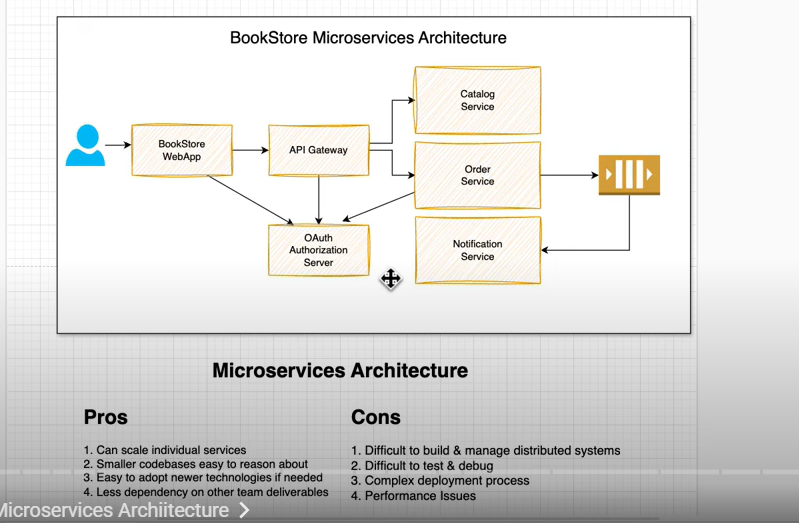 BookStore Microservices Architecture
BookStore
WebApp
API Gateway
Catalog
Service
Order
Service
Notification
Service
OAuth
Authorization
Server
Microservices Architecture
Pros
1. Can scale individual services
2. Smaller codebases easy to reason about
3. Easy to adopt newer technologies if needed
4. Less dependency on other team deliverables
Cons
1. Difficult to build & manage distributed systems
2. Difficult to test & debug
3. Complex deployment process
4. Performance Issues
Microservices Archiitecture